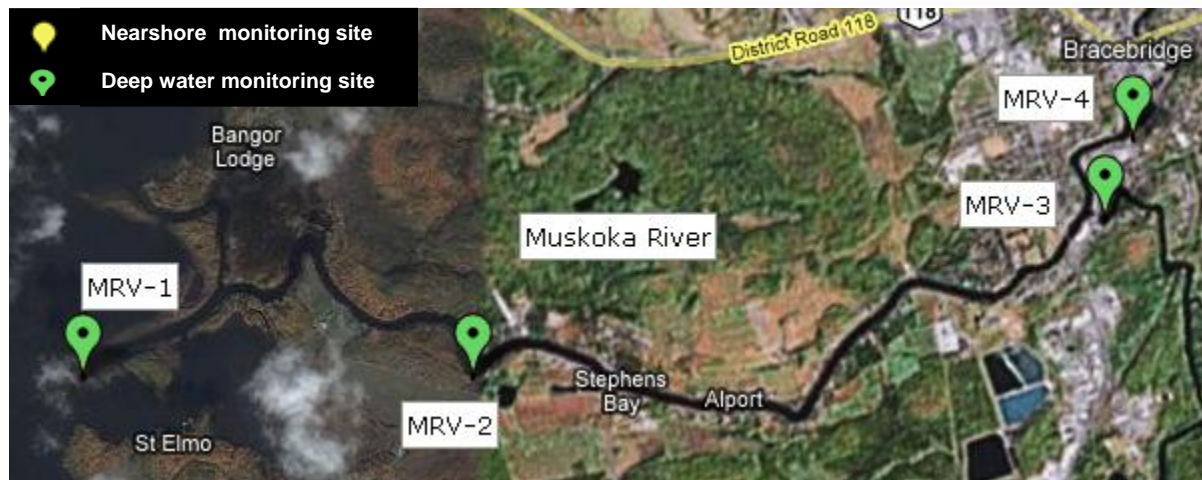 Nearshore monitoring site
Deep water monitoring site
118
District Road 118
Bracebridge
MRV-4
Bangor
Lodge
MRV-3
Muskoka River
MRV-1
Stephens
Bay
Alport
MRV-2
St Elmo